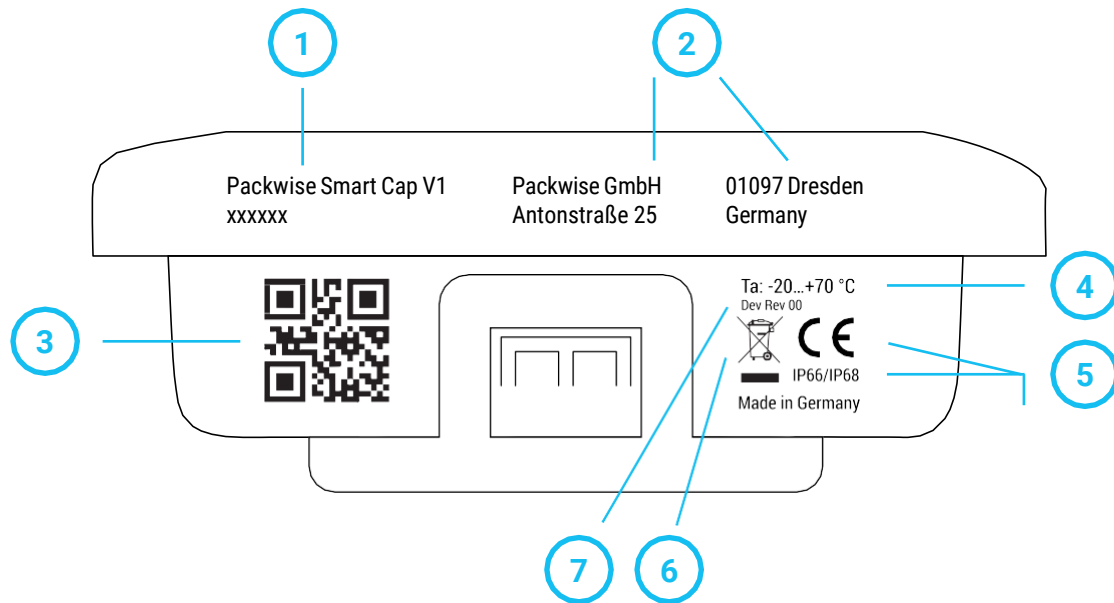 1
2
Packwise Smart Cap V1
xxxxxx
Packwise GmbH
Antonstraße 25
01097 Dresden
Germany
3
Ta: -20...+70 °C
Dev Rev 00
CE
IP66/IP68
Made in Germany
4
5
7
6